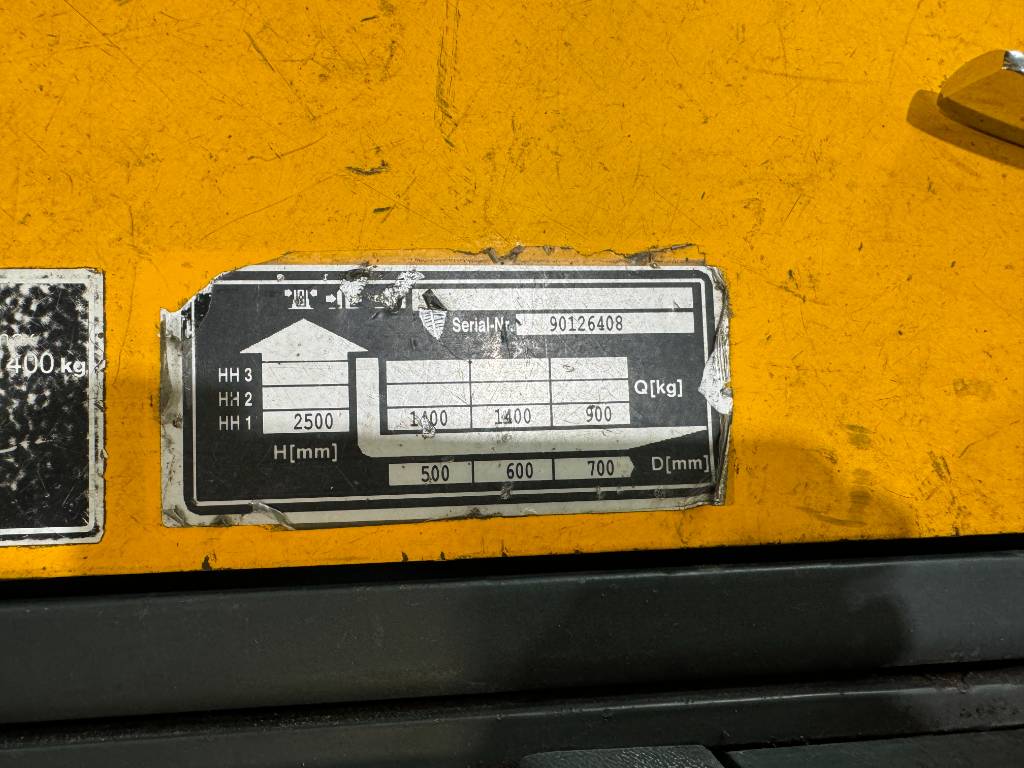 400 kg
Serial-Nr. 90126408
HH 3
HH 2
HH 1 2500 1400 1400 900 Q[kg]
H[mm]
500 600 700 D[mm]